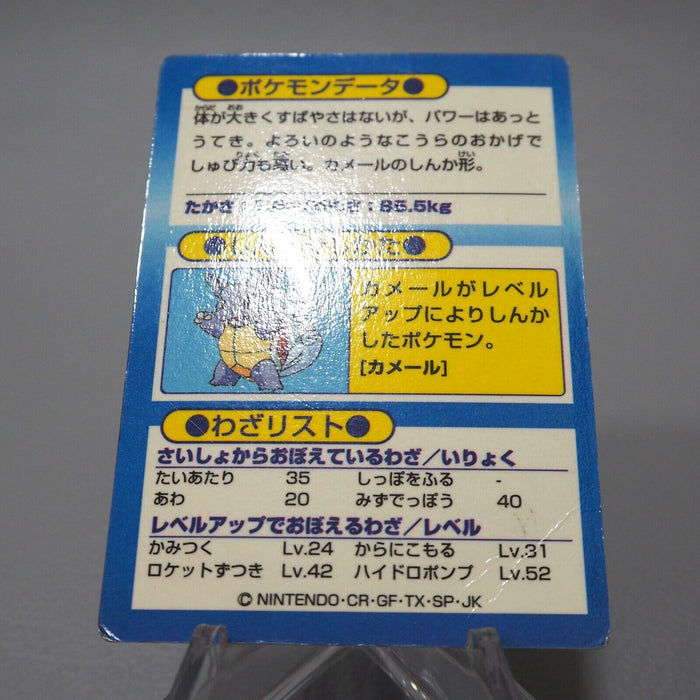 ●ポケモンデータ●
体が大きくすばやさはないが、パワーはあっと
うてき。よろいのようなこうらのおかげで
しゅび力も高い。カメールのしんか形。
たかさ：
さ：85.5kg
カメールがレベル
アップによりしんか
したポケモン。
[カメール]
●わざリスト●
さいしょからおぼえているわざ／いりょく
たいあたり 35 しっぽをふる -
あわ 20 みずでっぽう 40
レベルアップでおぼえるわざ／レベル
かみつく Lv.24 からにこもる Lv.31
ロケットずつき Lv.42 ハイドロポンプ Lv.52
©NINTENDO・CR・GF・TX・SP・JK